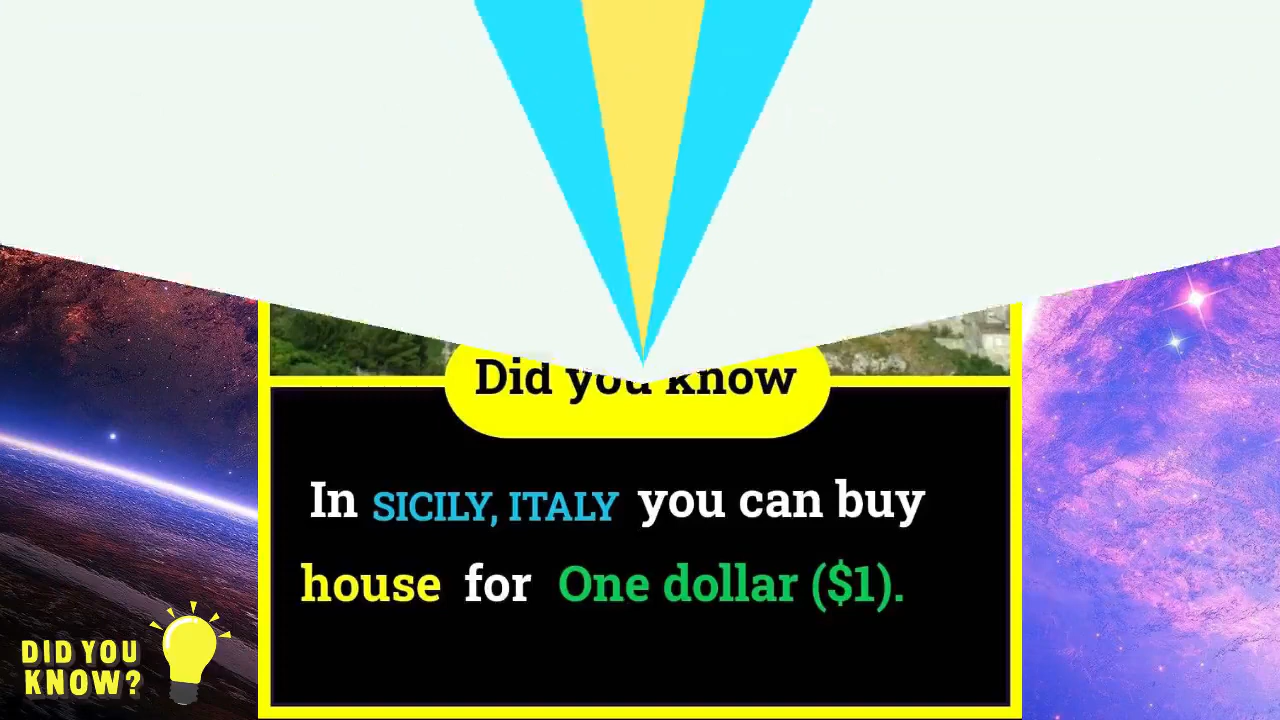 Did you know
In SICILY, ITALY you can buy
house for One dollar ($1).
DID YOU
KNOW?